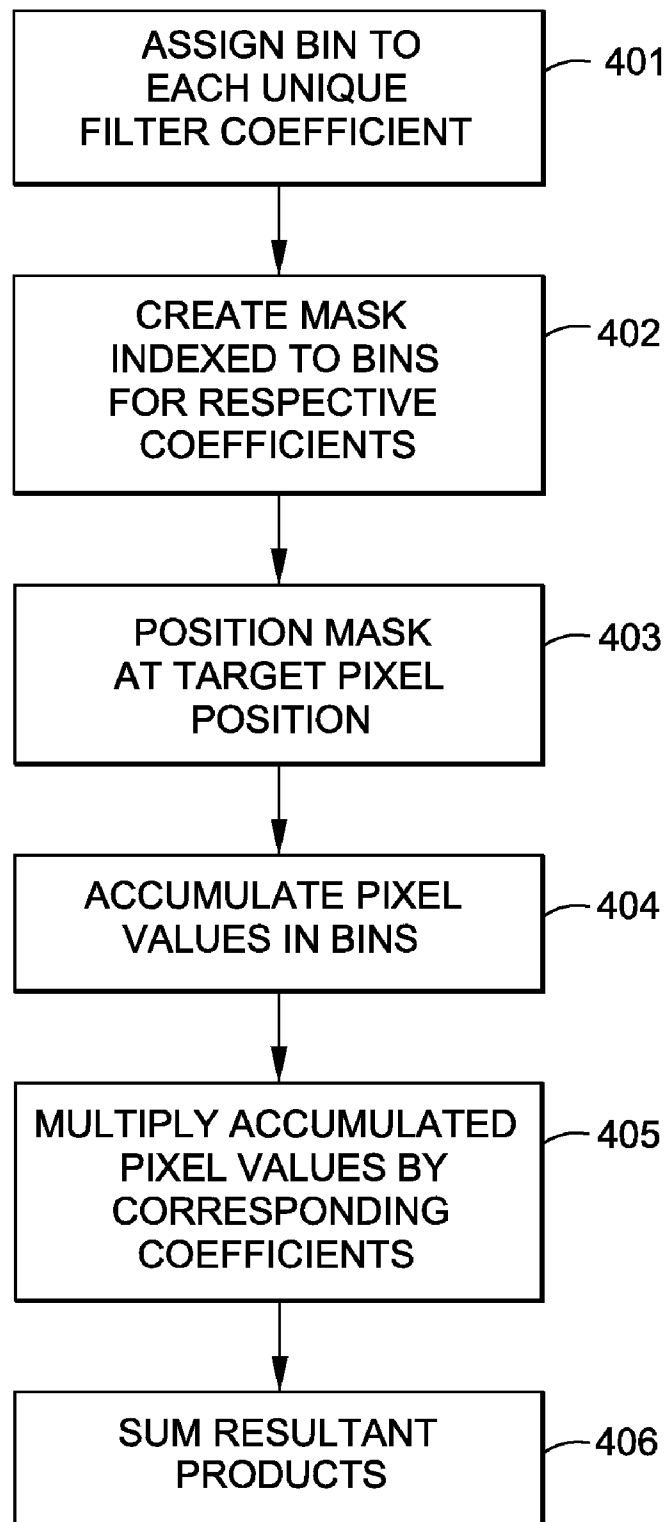 ASSIGN BIN TO
EACH UNIQUE
FILTER COEFFICIENT
401
CREATE MASK
INDEXED TO BINS
FOR RESPECTIVE
COEFFICIENTS
402
POSITION MASK
AT TARGET PIXEL
POSITION
403
ACCUMULATE PIXEL
VALUES IN BINS
404
MULTIPLY ACCUMULATED
PIXEL VALUES BY
CORRESPONDING
COEFFICIENTS
405
SUM RESULTANT
PRODUCTS
406